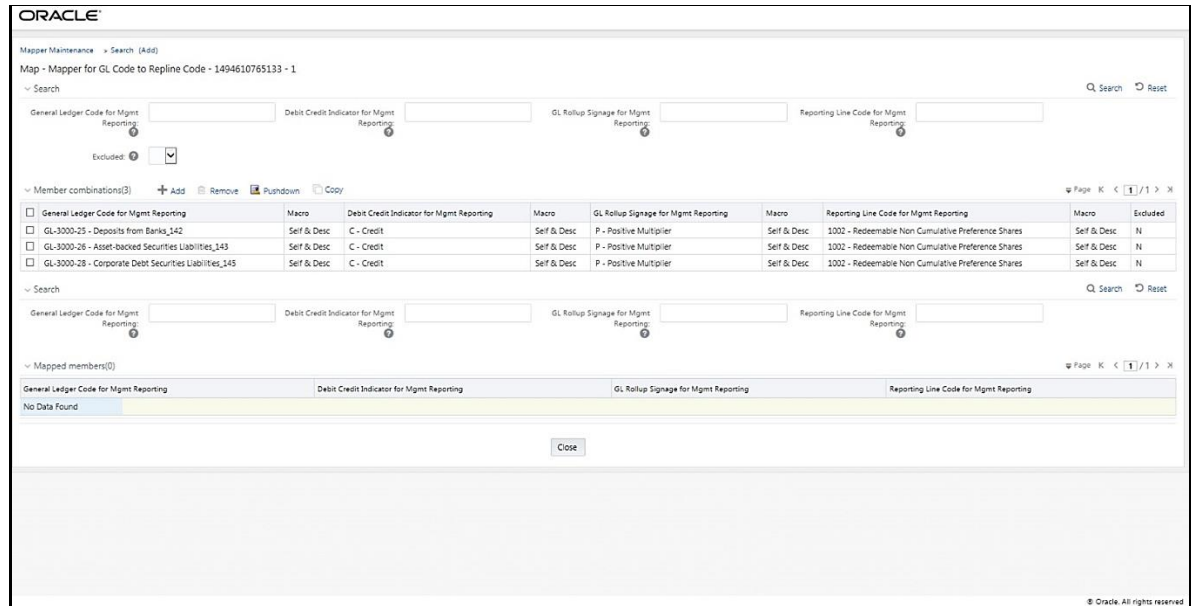 ORACLE®
Mapper Maintenance > Search (Add)
Map - Mapper for GL Code to Repline Code - 1494610765133 - 1
Search Search Reset
General Ledger Code for Mgmt Reporting: Debit Credit Indicator for Mgmt Reporting: GL Rollup Signage for Mgmt Reporting: Reporting Line Code for Mgmt Reporting:
Excluded:
Member combinations(3) Add Remove Pushdown Copy Page 1 / 1
General Ledger Code for Mgmt Reporting Macro Debit Credit Indicator for Mgmt Reporting Macro GL Rollup Signage for Mgmt Reporting Macro Reporting Line Code for Mgmt Reporting Macro Excluded
GL-3000-25 - Deposits from Banks_142 Self & Desc C - Credit Self & Desc P - Positive Multiplier Self & Desc 1002 - Redeemable Non Cumulative Preference Shares Self & Desc N
GL-3000-26 - Asset-backed Securities Liabilities_143 Self & Desc C - Credit Self & Desc P - Positive Multiplier Self & Desc 1002 - Redeemable Non Cumulative Preference Shares Self & Desc N
GL-3000-28 - Corporate Debt Securities Liabilities_145 Self & Desc C - Credit Self & Desc P - Positive Multiplier Self & Desc 1002 - Redeemable Non Cumulative Preference Shares Self & Desc N
Search Search Reset
General Ledger Code for Mgmt Reporting: Debit Credit Indicator for Mgmt Reporting: GL Rollup Signage for Mgmt Reporting: Reporting Line Code for Mgmt Reporting:
Mapped members(0) Page 1 / 1
General Ledger Code for Mgmt Reporting Debit Credit Indicator for Mgmt Reporting GL Rollup Signage for Mgmt Reporting Reporting Line Code for Mgmt Reporting
No Data Found
Close
© Oracle. All rights reserved